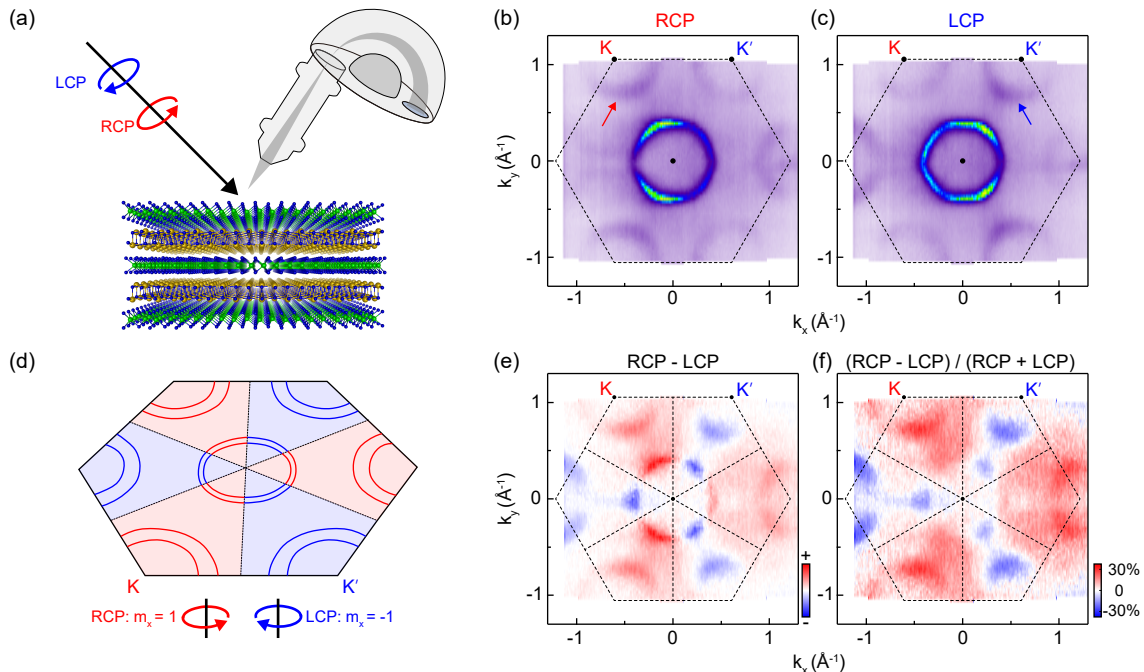 (a)
LCP
RCP
(b)
RCP
K
K′
1
0
-1
k_y (Å⁻¹)
-1
0
1
k_x (Å⁻¹)
(c)
LCP
K
K′
1
0
-1
-1
0
1
(d)
K
K′
RCP: m_x = 1
LCP: m_x = -1
(e)
RCP - LCP
K
K′
1
0
-1
k_y (Å⁻¹)
+
-
-1
0
1
k_x (Å⁻¹)
(f)
(RCP - LCP) / (RCP + LCP)
K
K′
1
0
-1
30%
0
-30%
-1
0
1